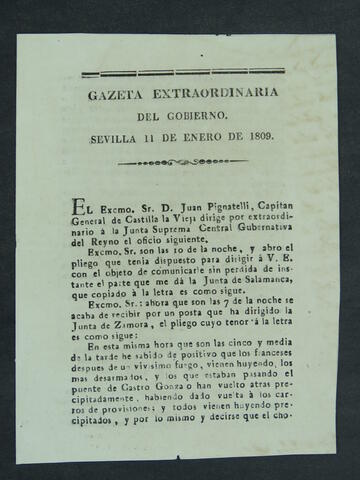 GAZETA EXTRAORDINARIA
DEL GOBIERNO.
SEVILLA 11 DE ENERO DE 1809.
EL Excmo. Sr. D. Juan Pignatelli, Capitan
General de Castilla la Vieja dirige por extraordi-
nario á la Junta Suprema Central Gubernativa
del Reyno el oficio siguiente.
Excmo. Sr. son las 10 de la noche, y abro el
pliego que tenia dispuesto para dirigir á V. E.
con el objeto de comunicarle sin perdida de ins-
tante el parte que me dá la Junta de Salamanca,
que copiado á la letra es como sigue.
Excmo. Sr.: ahora que son las 7 de la noche se
acaba de recibir por un posta que ha dirigido la
Junta de Zamora, el pliego cuyo tenor á la letra
es como sigue:
En esta misma hora que son las cinco y media
de la tarde he sabido de positivo que los franceses
despues de un vivisimo fuego, vienen huyendo, los
mas desarmados, y los que estaban pasando el
puente de Castro Gonzalo han vuelto atras pre-
cipitadamente, habiendo dado vuelta á los car-
ros de provisiones; y todos vienen huyendo pre-
cipitados, y por lo mismo y decirse que el cho-